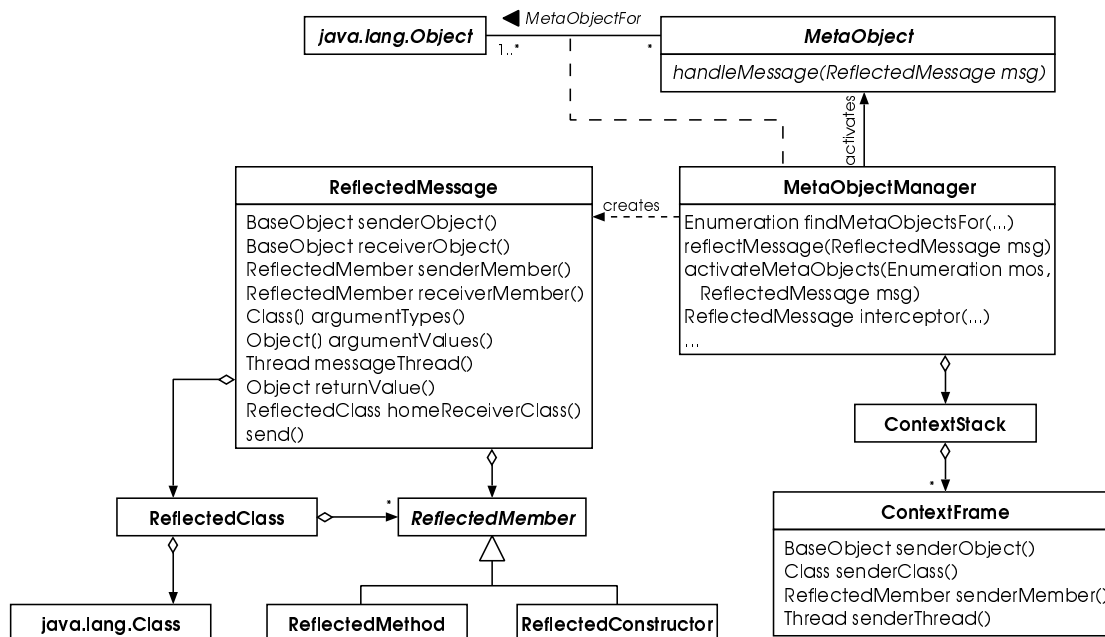 MetaObjectFor
java.lang.Object
1..*
*
MetaObject
handleMessage(ReflectedMessage msg)
activates
ReflectedMessage
BaseObject senderObject()
BaseObject receiverObject()
ReflectedMember senderMember()
ReflectedMember receiverMember()
Class[] argumentTypes()
Object[] argumentValues()
Thread messageThread()
Object returnValue()
ReflectedClass homeReceiverClass()
send()
creates
MetaObjectManager
Enumeration findMetaObjectsFor(...)
reflectMessage(ReflectedMessage msg)
activateMetaObjects(Enumeration mos,
ReflectedMessage msg)
ReflectedMessage interceptor(...)
...
ContextStack
*
ContextFrame
BaseObject senderObject()
Class senderClass()
ReflectedMember senderMember()
Thread senderThread()
ReflectedClass
*
ReflectedMember
java.lang.Class
ReflectedMethod
ReflectedConstructor